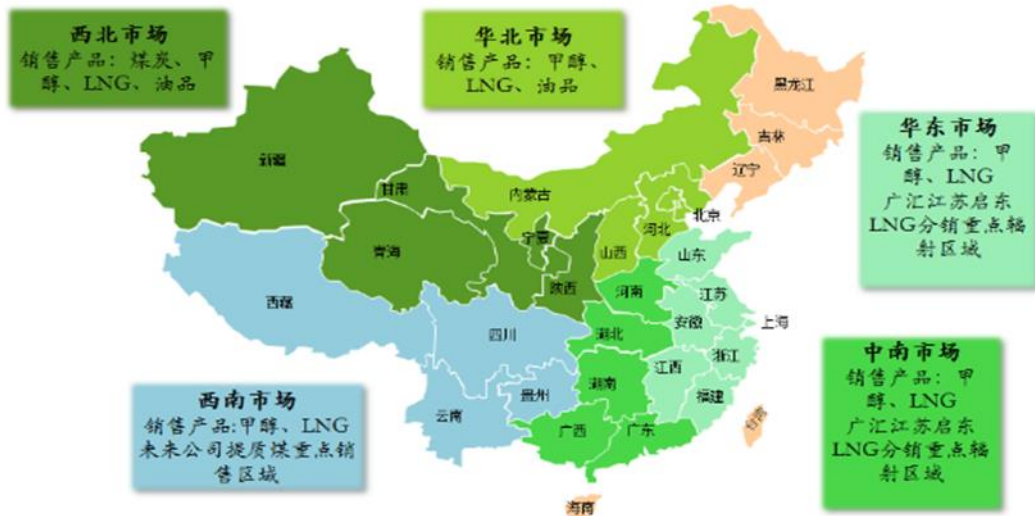 西北市场
销售产品：煤炭、甲
醇、LNG、油品
华北市场
销售产品：甲醇、
LNG、油品
华东市场
销售产品：甲
醇、LNG
广汇江苏启东
LNG分销重点辐
射区域
西南市场
销售产品:甲醇、LNG
未来公司提质煤重点销
售区域
中南市场
销售产品：甲
醇、LNG
广汇江苏启东
LNG分销重点辐
射区域
黑龙江
吉林
辽宁
新疆
甘肃
内蒙古
北京
河北
宁夏
山西
青海
山东
陕西
河南
江苏
西藏
安徽
上海
四川
湖北
浙江
江西
湖南
贵州
福建
云南
广西
广东
台湾
海南